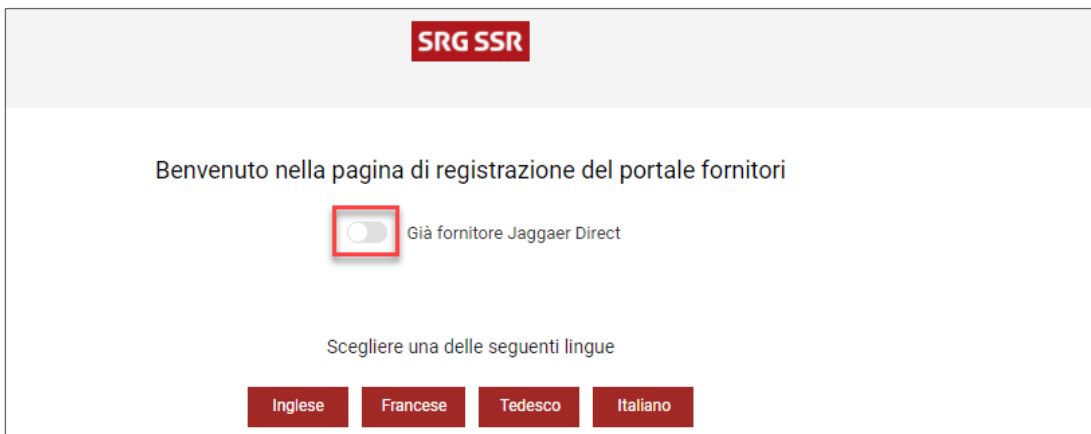 SRG SSR
Benvenuto nella pagina di registrazione del portale fornitori
Già fornitore Jaggaer Direct
Scegliere una delle seguenti lingue
Inglese Francese Tedesco Italiano